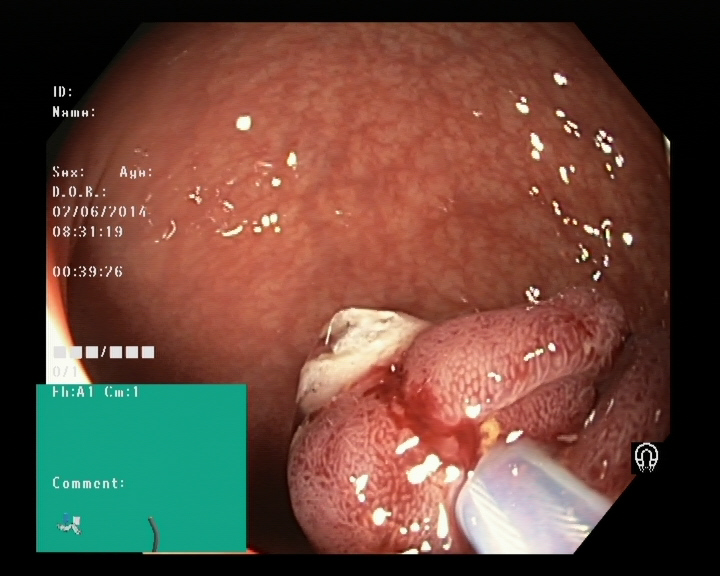 ID:
Name:
Sex: Age:
D.O.B.:
02/06/2014
08:31:19
00:39:26
■■■/■■■
0/1
Eh:A1 Cm:1
Comment: